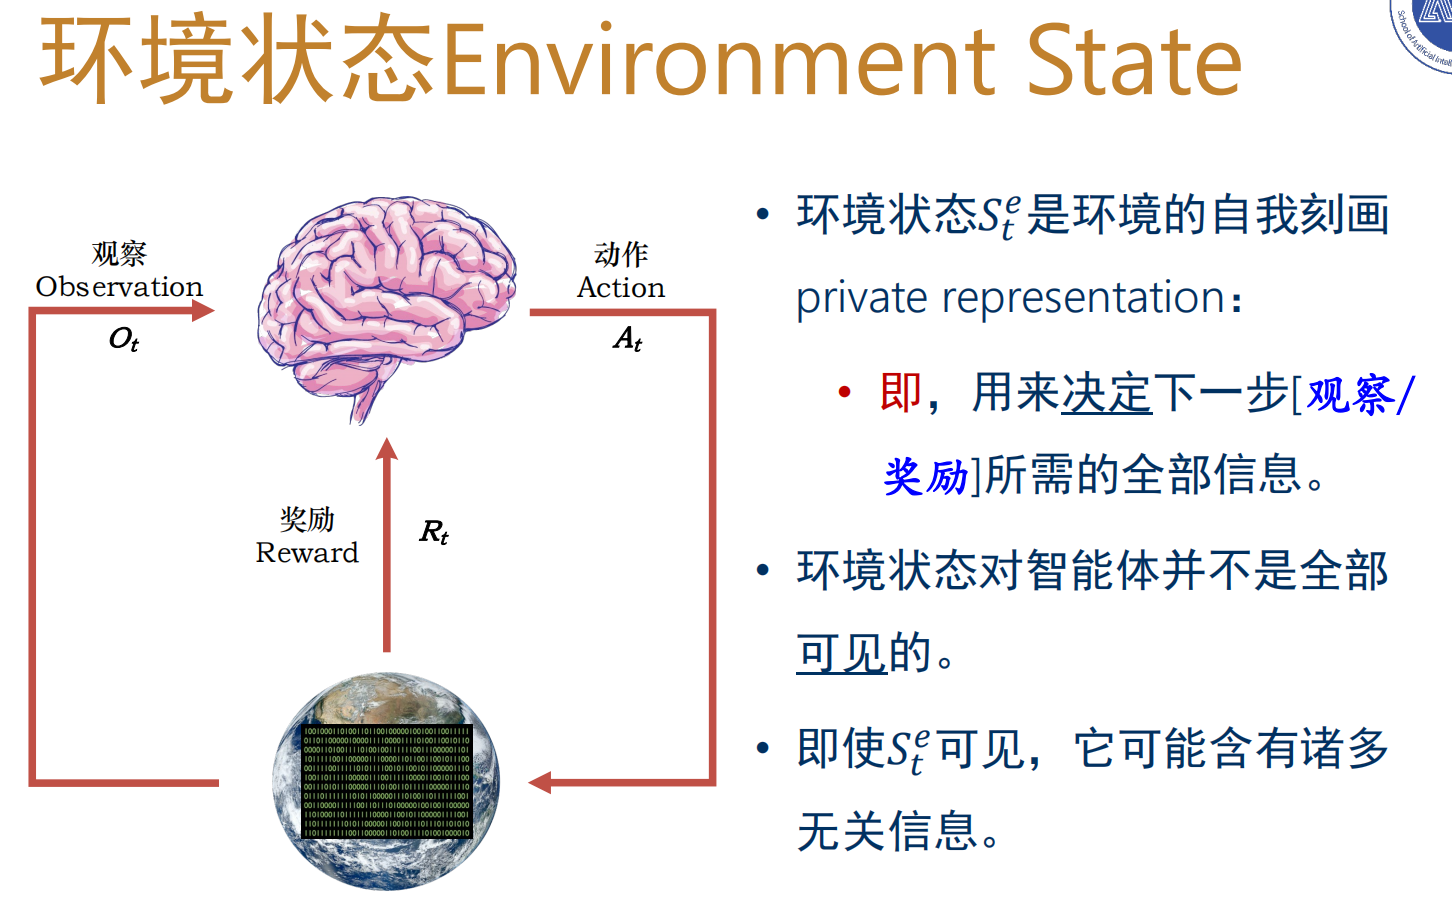 环境状态Environment State
School of Artificial Intell
观察
Observation
Oₜ
动作
Action
Aₜ
奖励
Reward
Rₜ
• 环境状态Sₜᵉ是环境的自我刻画
private representation：
• 即，用来决定下一步[观察/
奖励]所需的全部信息。
• 环境状态对智能体并不是全部
可见的。
• 即使Sₜᵉ可见，它可能含有诸多
无关信息。